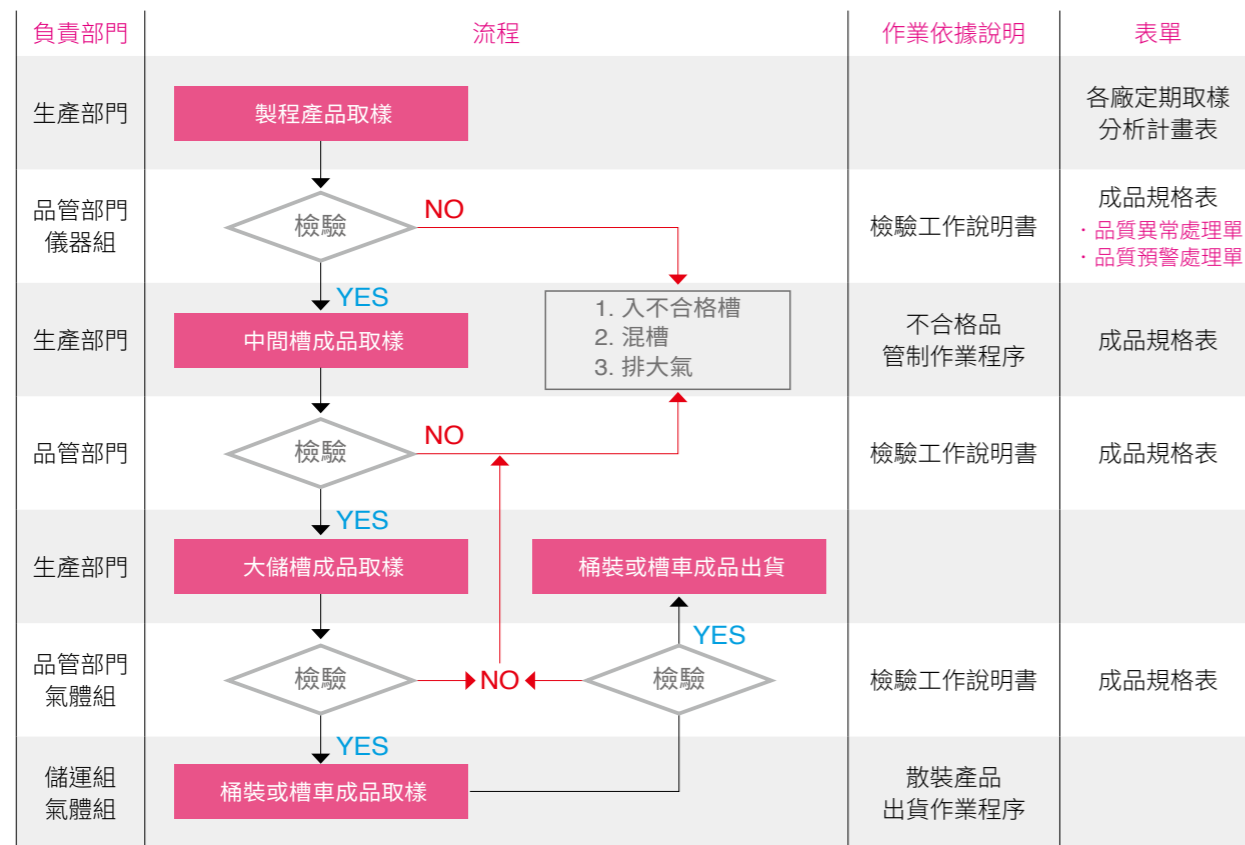 負責部門
流程
作業依據說明
表單
生產部門
製程產品取樣
各廠定期取樣
分析計畫表
品管部門
儀器組
檢驗
NO
檢驗工作說明書
成品規格表
・品質異常處理單
・品質預警處理單
YES
生產部門
中間槽成品取樣
1. 入不合格槽
2. 混槽
3. 排大氣
不合格品
管制作業程序
成品規格表
品管部門
檢驗
NO
檢驗工作說明書
成品規格表
YES
生產部門
大儲槽成品取樣
桶裝或槽車成品出貨
YES
品管部門
氣體組
檢驗
NO
檢驗
檢驗工作說明書
成品規格表
YES
儲運組
氣體組
桶裝或槽車成品取樣
散裝產品
出貨作業程序